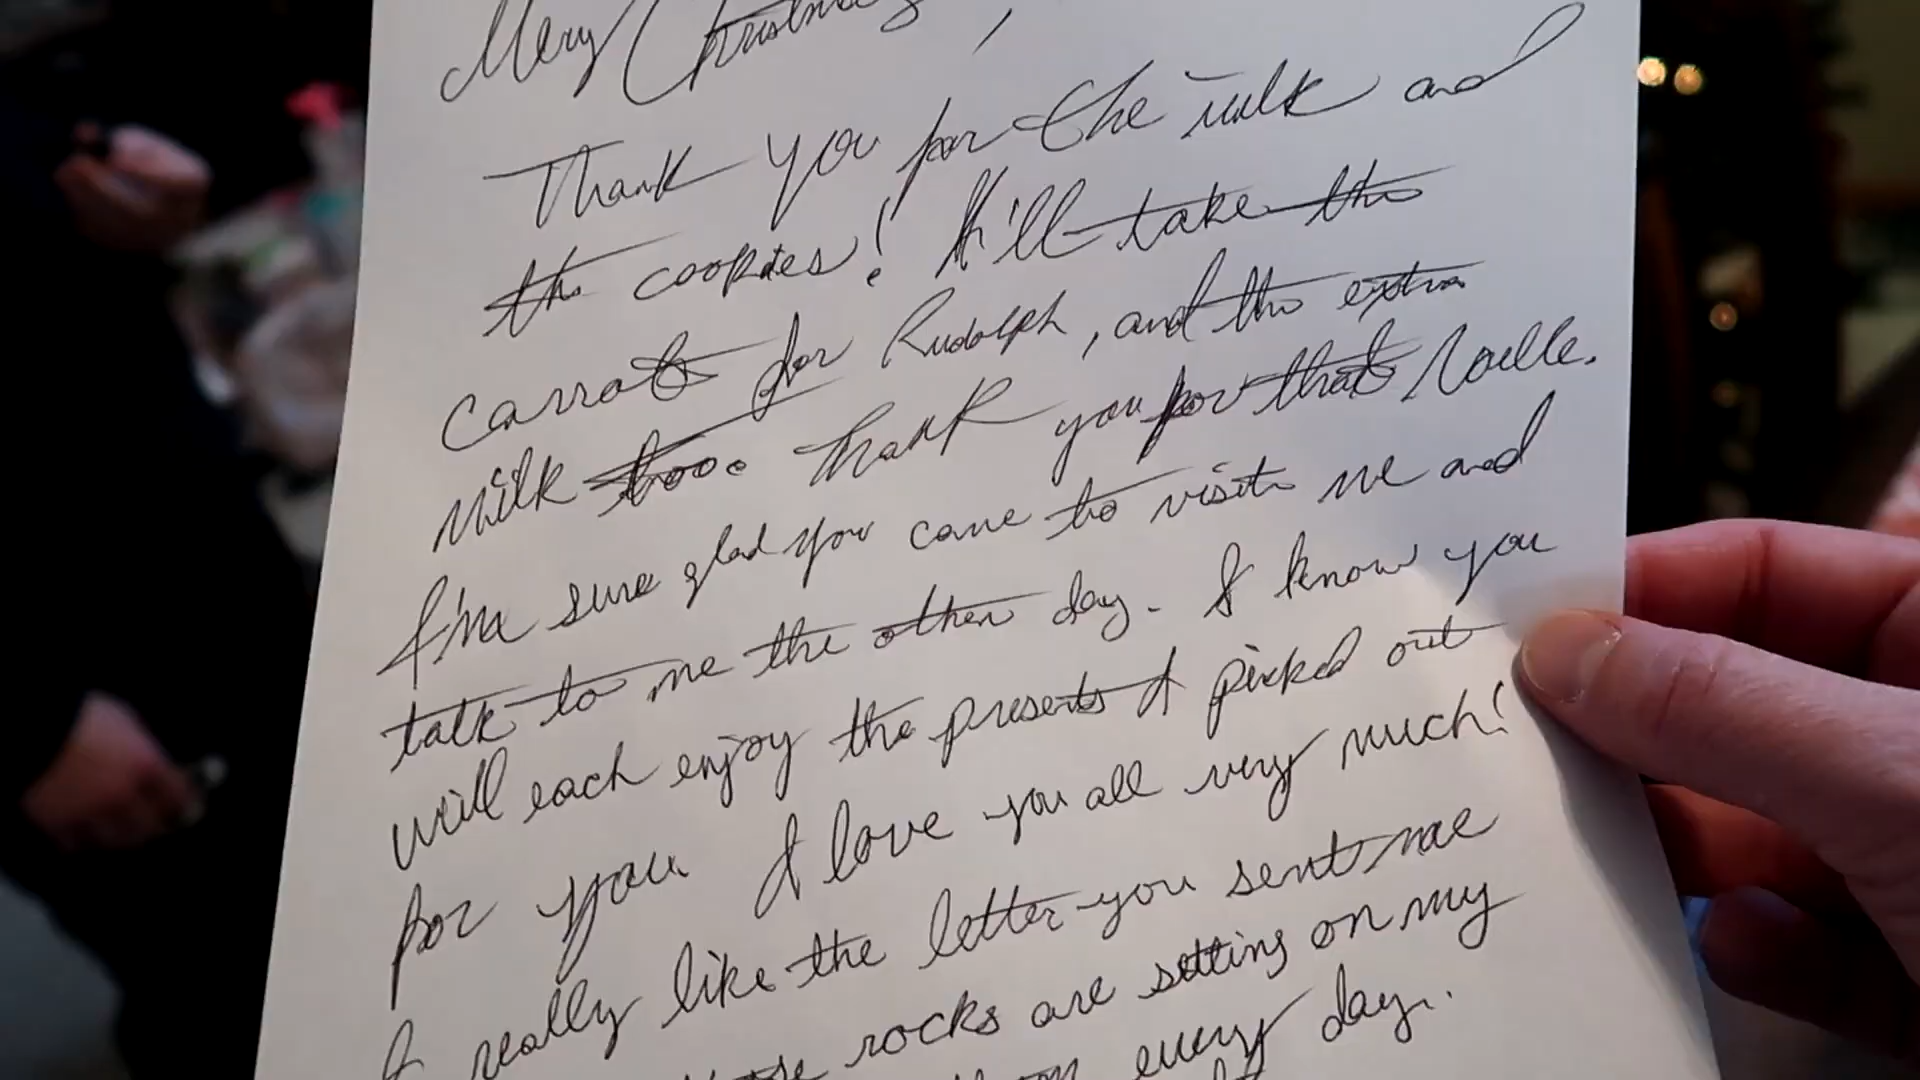 Merry Christmas,
Thank you for the milk and
the cookies! I'll take the
carrots for Rudolph, and the extra
milk too. Thank you for that Noelle.
I'm sure glad you came to visit me and
talk to me the other day. I know you
will each enjoy the presents I picked out
for you. I love you all very much!
I really like the letter you sent me
rocks are setting on my
every day.